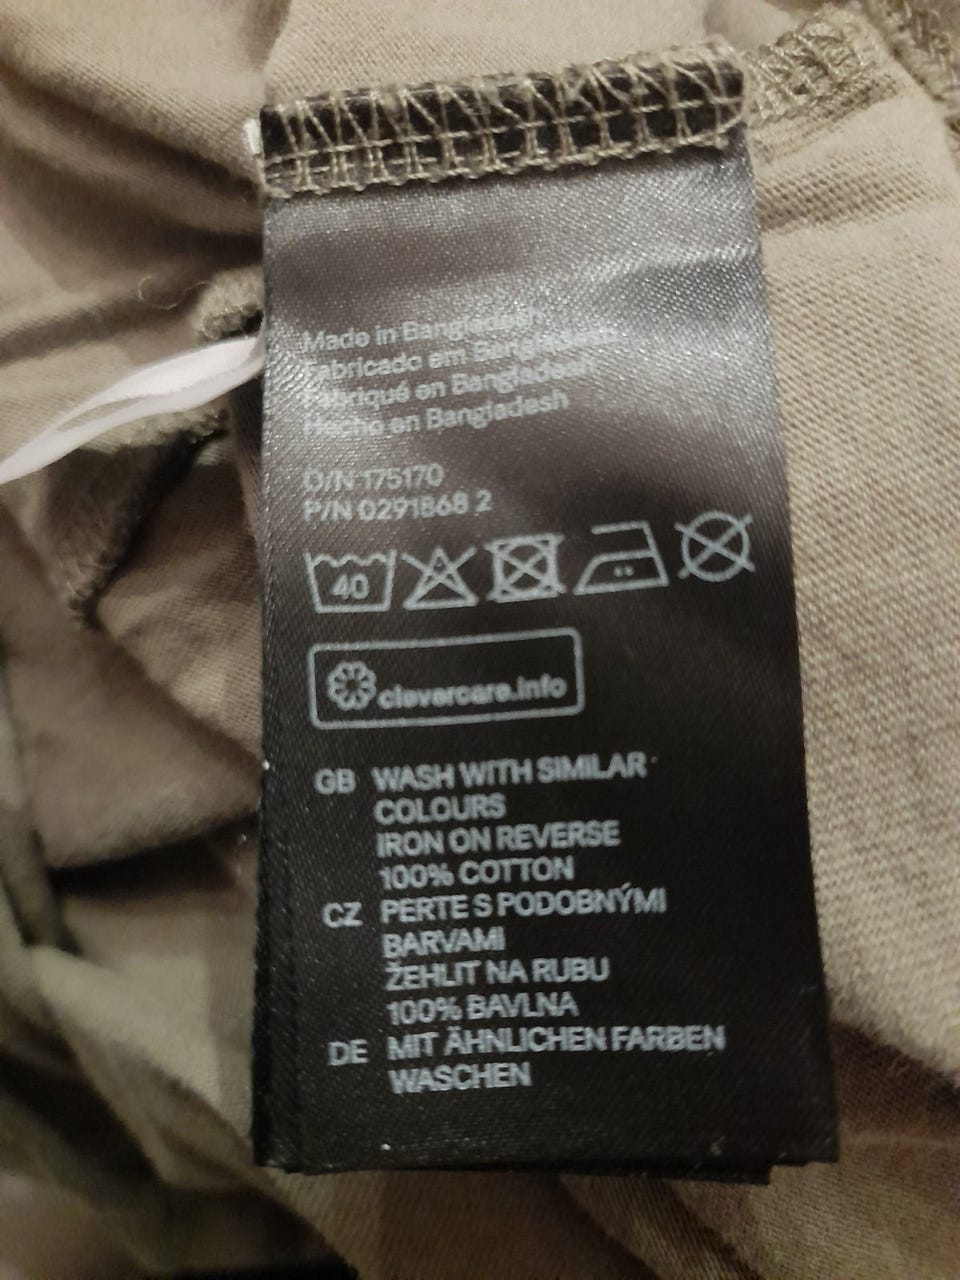 Made in Bangladesh
Fabricado em Bangladesh
Fabriqué en Bangladesh
Hecho en Bangladesh
O/N 175170
P/N 0291868 2
40
clevercare.info
GB WASH WITH SIMILAR
COLOURS
IRON ON REVERSE
100% COTTON
CZ PERTE S PODOBNÝMI
BARVAMI
ŽEHLIT NA RUBU
100% BAVLNA
DE MIT ÄHNLICHEN FARBEN
WASCHEN